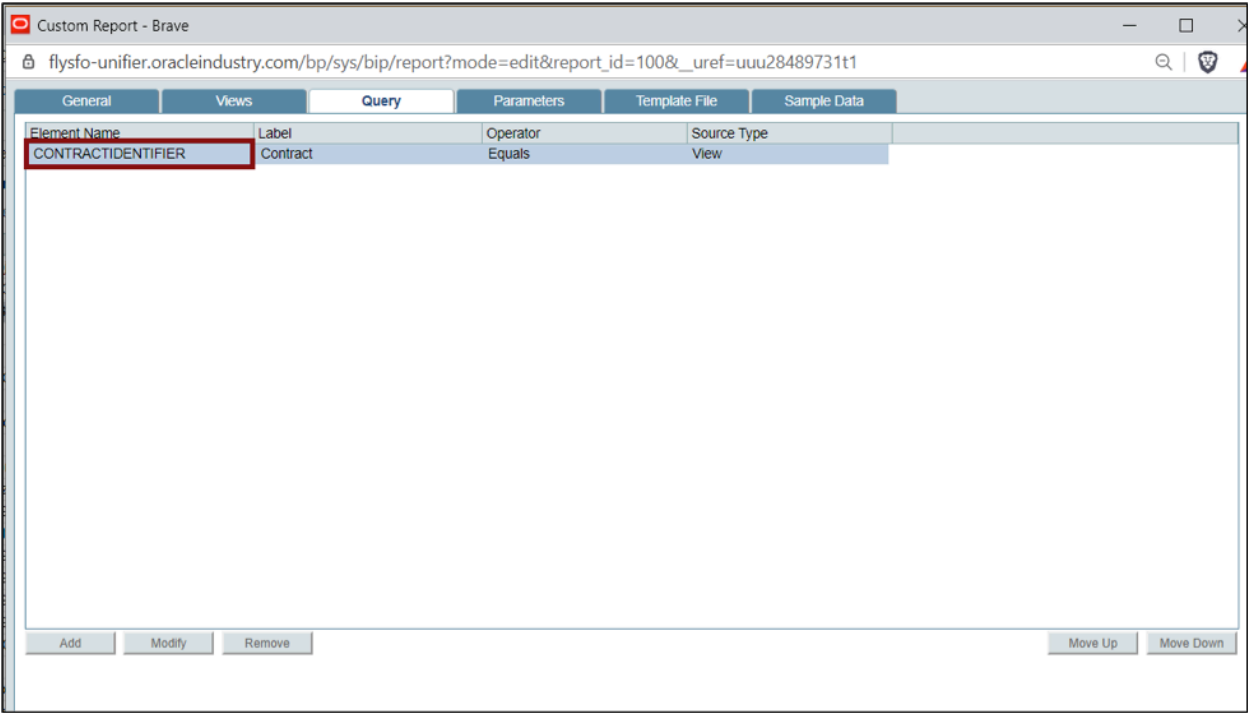 Custom Report - Brave
flysfo-unifier.oracleindustry.com/bp/sys/bip/report?mode=edit&report_id=100&__uref=uuu28489731t1
General Views Query Parameters Template File Sample Data
Element Name Label Operator Source Type
CONTRACTIDENTIFIER Contract Equals View
Add Modify Remove Move Up Move Down